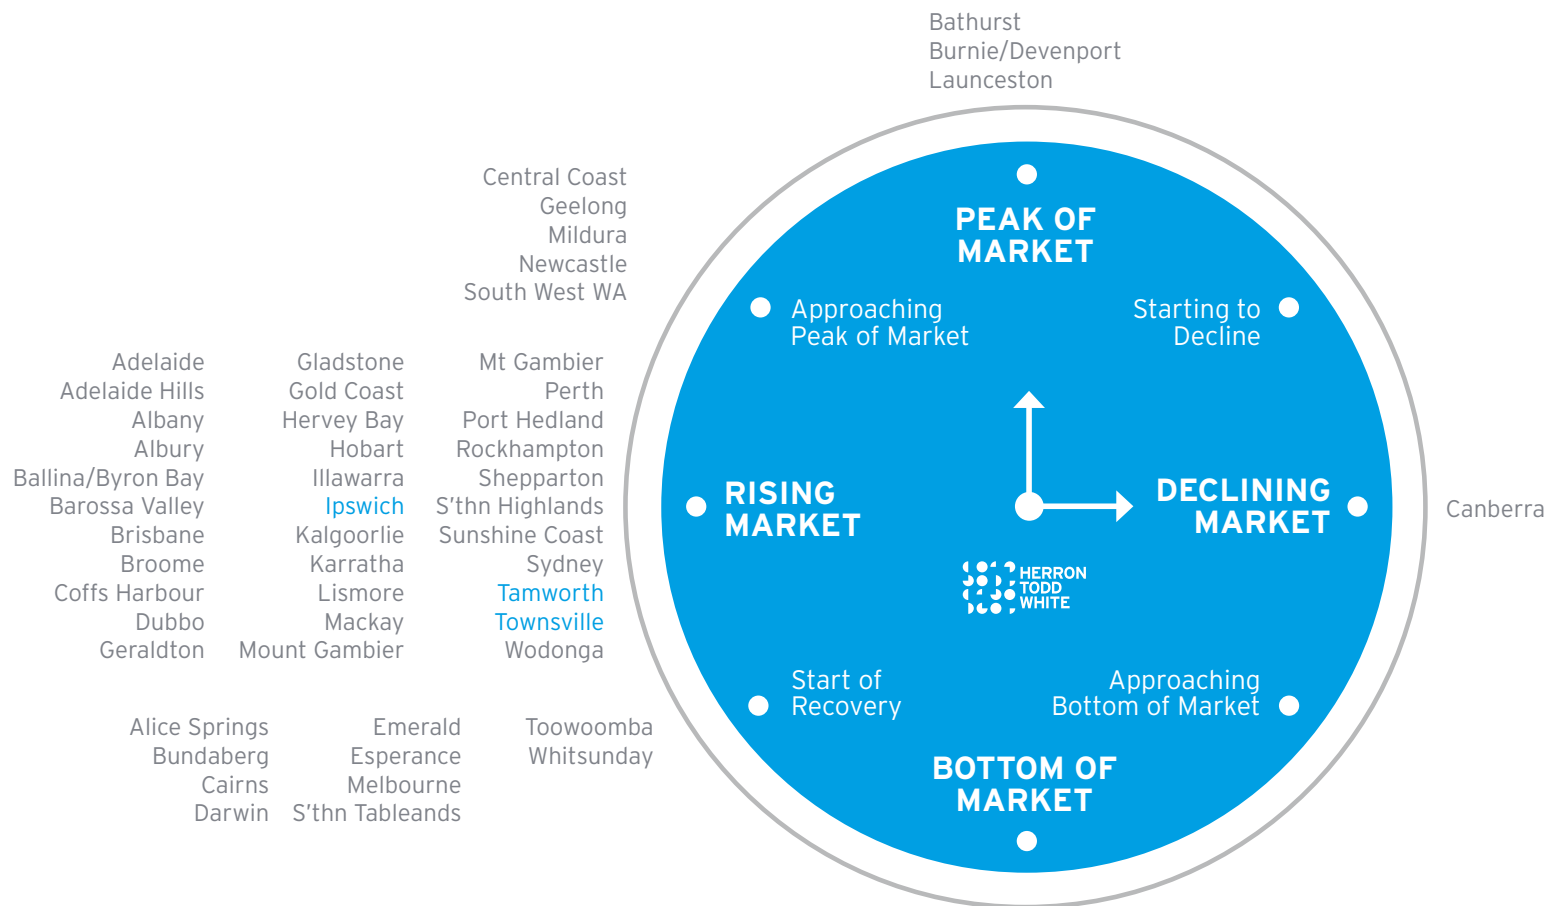 Bathurst
Burnie/Devenport
Launceston
Central Coast
Geelong
Mildura
Newcastle
South West WA
PEAK OF
MARKET
Approaching
Peak of Market
Starting to
Decline
Adelaide
Adelaide Hills
Albany
Albury
Ballina/Byron Bay
Barossa Valley
Brisbane
Broome
Coffs Harbour
Dubbo
Geraldton
Gladstone
Gold Coast
Hervey Bay
Hobart
Illawarra
Ipswich
Kalgoorlie
Karratha
Lismore
Mackay
Mount Gambier
Mt Gambier
Perth
Port Hedland
Rockhampton
Shepparton
S'thn Highlands
Sunshine Coast
Sydney
Tamworth
Townsville
Wodonga
RISING
MARKET
DECLINING
MARKET
Canberra
HERRON
TODD
WHITE
Start of
Recovery
Approaching
Bottom of Market
Alice Springs
Bundaberg
Cairns
Darwin
Emerald
Esperance
Melbourne
S'thn Tableands
Toowoomba
Whitsunday
BOTTOM OF
MARKET